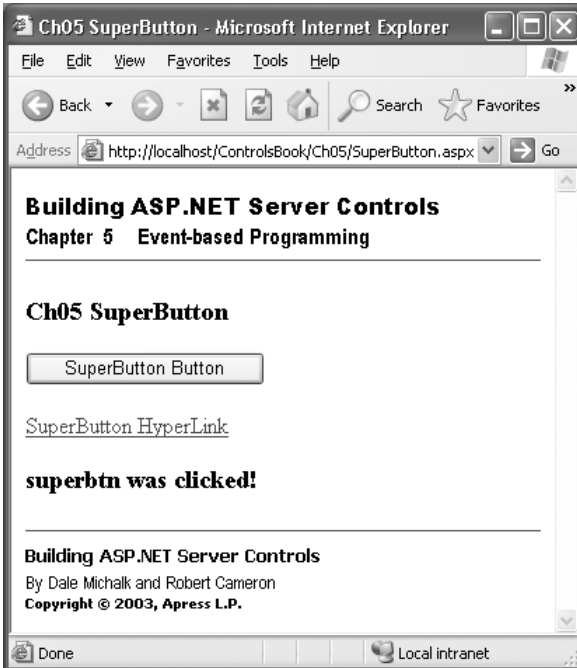 Ch05 SuperButton - Microsoft Internet Explorer
File Edit View Favorites Tools Help
Back Search Favorites »
Address http://localhost/ControlsBook/Ch05/SuperButton.aspx Go
Building ASP.NET Server Controls
Chapter 5 Event-based Programming
Ch05 SuperButton
SuperButton Button
SuperButton HyperLink
superbtn was clicked!
Building ASP.NET Server Controls
By Dale Michalk and Robert Cameron
Copyright © 2003, Apress L.P.
Done Local intranet